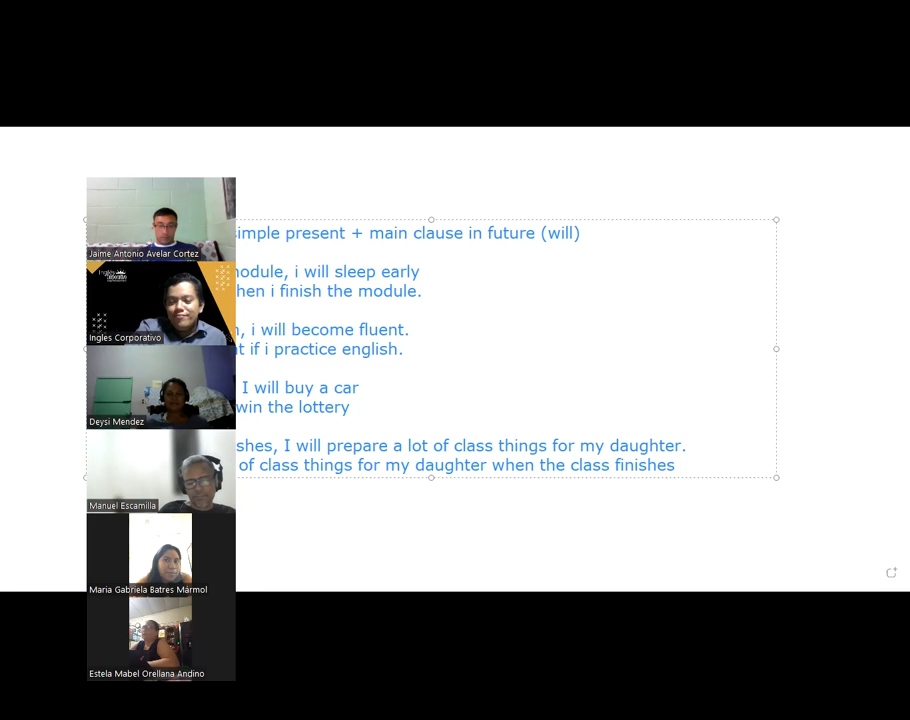 simple present + main clause in future (will)
module, i will sleep early
when i finish the module.
, i will become fluent.
if i practice english.
I will buy a car
win the lottery
I will prepare a lot of class things for my daughter.
of class things for my daughter when the class finishes
Jaime Antonio Avelar Cortez
Ingles Corporativo
Deysi Mendez
Manuel Escamilla
Maria Gabriela Batres Mármol
Estela Mabel Orellana Andino